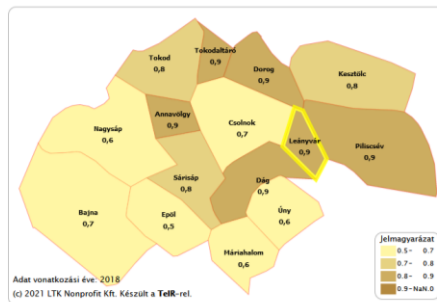 Tokod
0,8
Tokodaltáró
0,9
Dorog
0,9
Kesztölc
0,8
Annavölgy
0,9
Csolnok
0,7
Nagysáp
0,6
Leányvár
0,9
Piliscsév
0,9
Sárisáp
0,8
Dág
0,9
Bajna
0,7
Epöl
0,5
Úny
0,6
Máriahalom
0,6
Jelmagyarázat
0.5- 0.7
0.7- 0.8
0.8- 0.9
0.9-NaN.0
Adat vonatkozási éve: 2018
(c) 2021 LTK Nonprofit Kft. Készült a TeIR-rel.